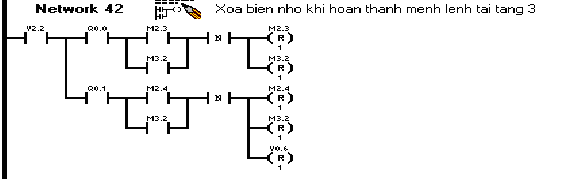 Network 42 Xoa bien nho khi hoan thanh menh lenh tai tang 3
V2.2 Q0.0 M2.3 N M2.3
R
1
M3.2 M3.2
R
1
Q0.1 M2.4 N M2.4
R
1
M3.2 M3.2
R
1
V0.6
R
1